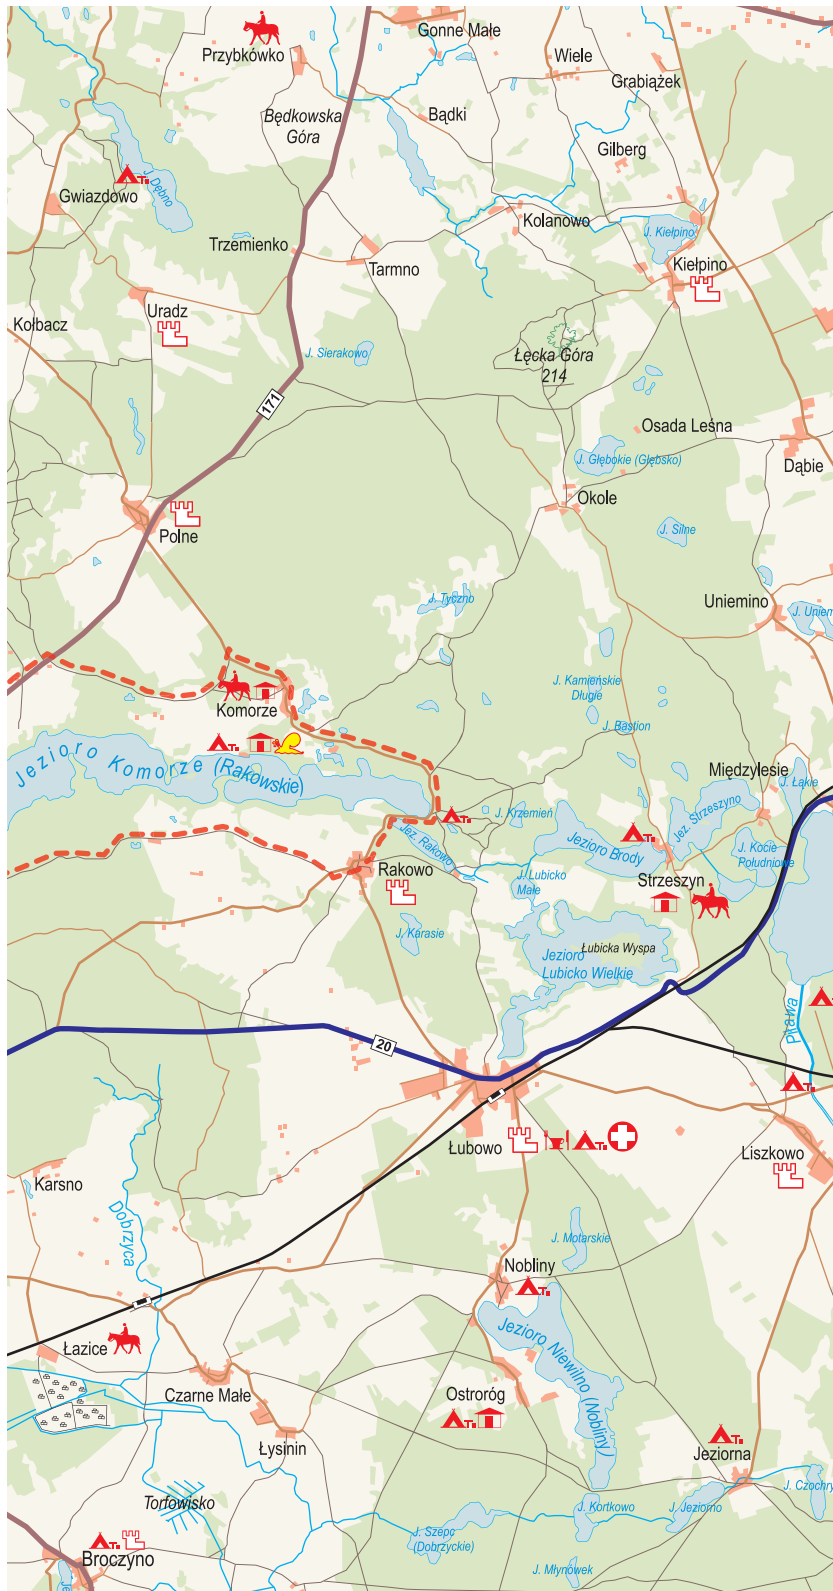 Gonne Małe
Przybkówko
Wiele
Grabiążek
Będkowska
Góra
Bądki
Gilberg
J. Dębno
Gwiazdowo
Kolanowo
J. Kiełpino
Trzemienko
Tarmno
Kiełpino
Uradz
Kołbacz
J. Sierakowo
Łęcka Góra
214
171
Osada Leśna
J. Głębokie (Głębsko)
Dąbie
Okole
Polne
J. Silne
J. Tyczno
Uniemino
J. Uniem
J. Kamieńskie
Długie
Komorze
J. Bastion
Jezioro Komorze (Rakowskie)
Międzylesie
J. Łąkie
J. Krzemień
Jez. Strzeszyno
Jez. Rakowo
Jezioro Brody
J. Kocie
Południowe
Rakowo
J. Lubicko
Małe
Strzeszyn
J. Karasie
Łubicka Wyspa
Jezioro
Lubicko Wielkie
Piława
20
Łubowo
Liszkowo
Karsno
Dobrzyca
J. Motarskie
Nobliny
Jezioro Niewilno (Nobliny)
Łazice
Czarne Małe
Ostroróg
Łysinin
Jeziorna
J. Czochry
Torfowisko
J. Kortkowo
J. Jeziorno
J. Szepc
(Dobrzyckie)
Broczyno
J. Młynówek
Je